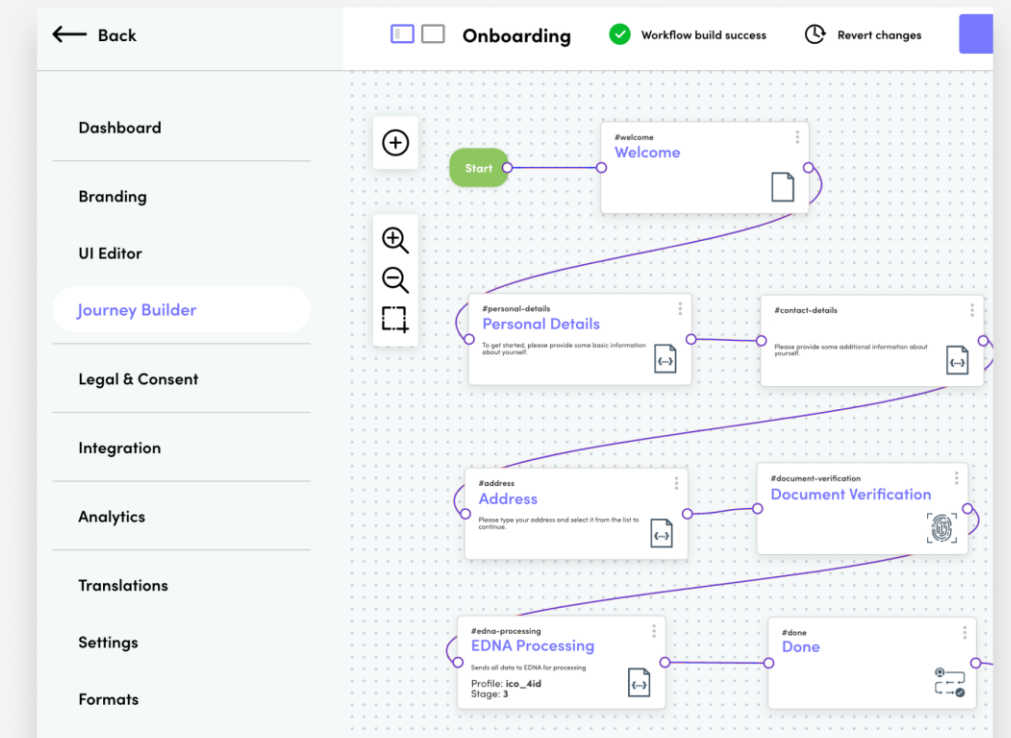 Back
Onboarding
Workflow build success
Revert changes
Dashboard
Branding
UI Editor
Journey Builder
Legal & Consent
Integration
Analytics
Translations
Settings
Formats
Start
#welcome
Welcome
#personal-details
Personal Details
To get started, please provide some basic information
about yourself.
#contact-details
Please provide some additional information about
yourself.
#address
Address
Please type your address and select it from the list to
continue.
#document-verification
Document Verification
#edna-processing
EDNA Processing
Sends all data to EDNA for processing
Profile: ico_4id
Stage: 3
#done
Done